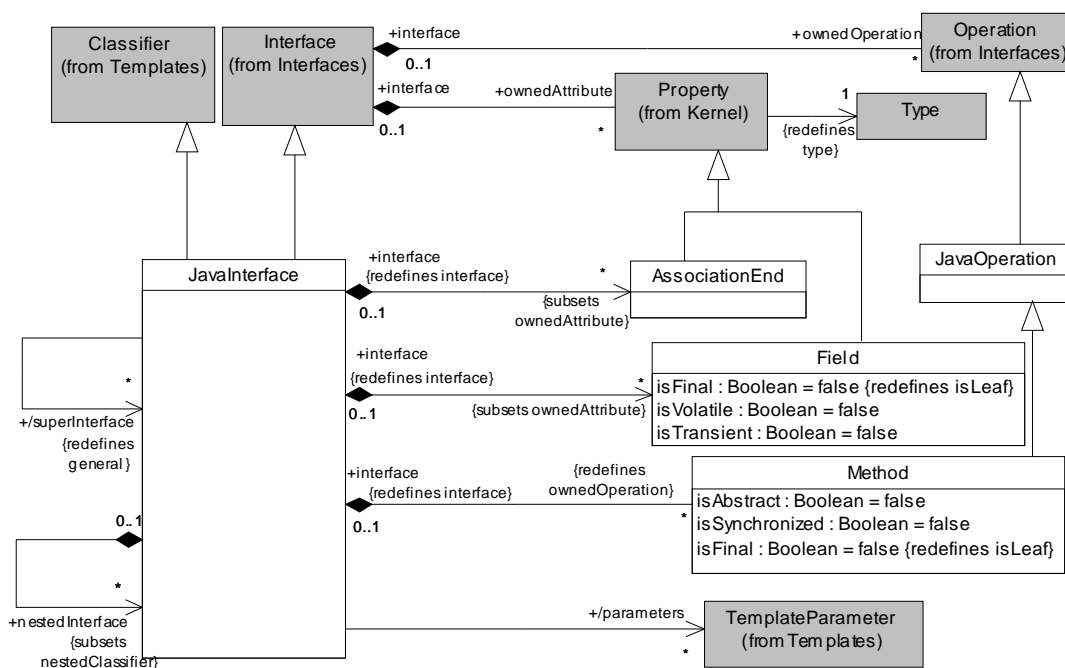 Classifier
(from Templates)
Interface
(from Interfaces)
+interface
0..1
+ownedOperation
*
Operation
(from Interfaces)
+interface
0..1
+ownedAttribute
*
Property
(from Kernel)
1
{redefines
type}
Type
JavaInterface
+interface
{redefines interface}
0..1
*
{subsets
ownedAttribute}
AssociationEnd
JavaOperation
+interface
{redefines interface}
0..1
*
{subsets ownedAttribute}
Field
isFinal : Boolean = false {redefines isLeaf}
isVolatile : Boolean = false
isTransient : Boolean = false
*
+/superInterface
{redefines
general}
+interface
{redefines interface}
0..1
{redefines
ownedOperation}
*
Method
isAbstract : Boolean = false
isSynchronized : Boolean = false
isFinal : Boolean = false {redefines isLeaf}
0..1
*
+nestedInterface
{subsets
nestedClassifier}
+/parameters
*
TemplateParameter
(from Templates)